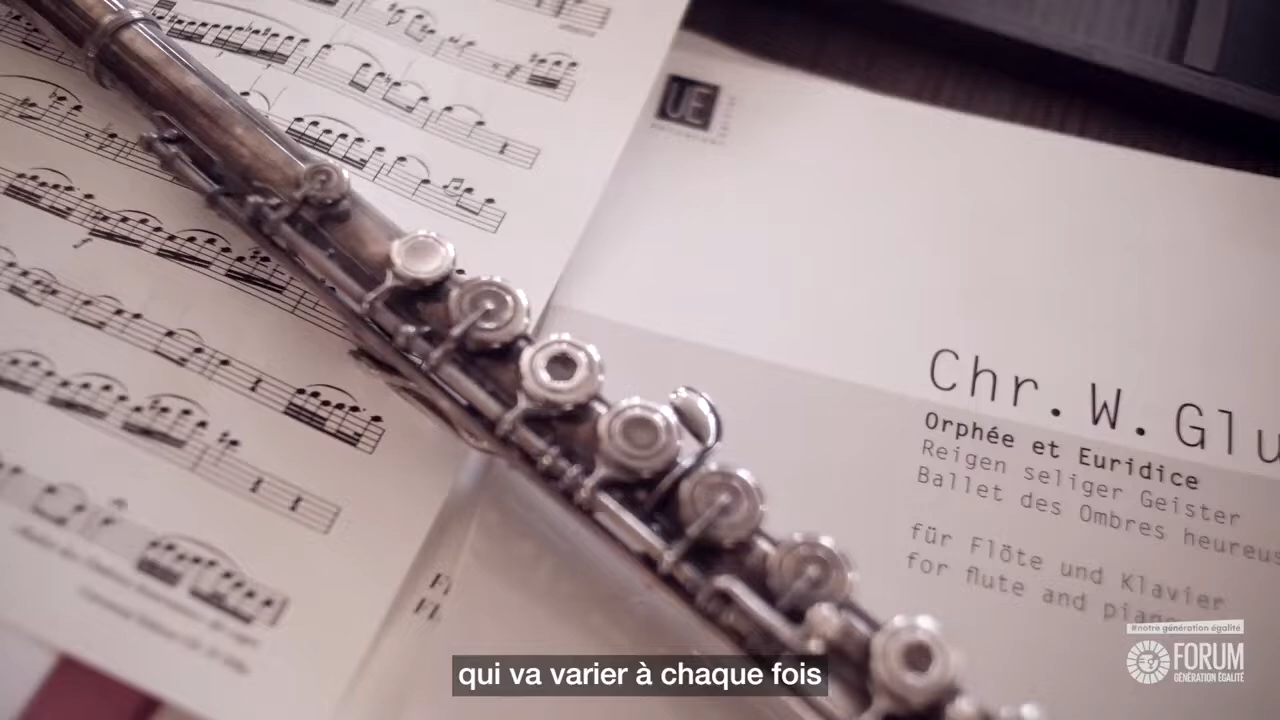 UE
Chr. W. Glu
Orphée et Euridice
Reigen seliger Geister
Ballet des Ombres heureus
für Flöte und Klavier
for flute and piano
#notre génération égalité
FORUM
GÉNÉRATION ÉGALITÉ
qui va varier à chaque fois